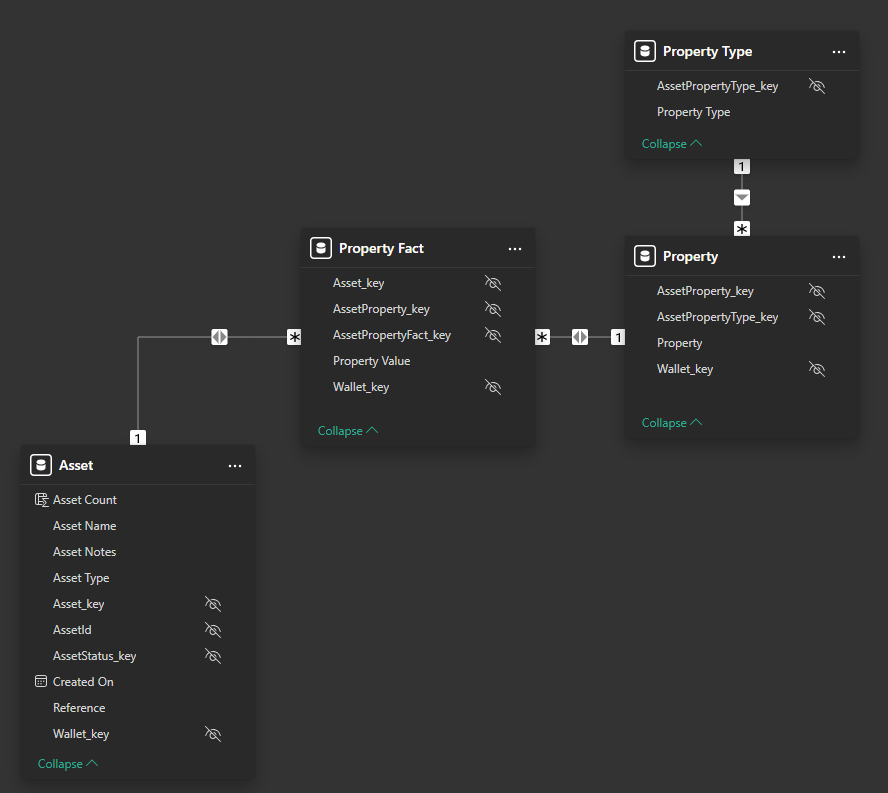 Property Type
...
AssetPropertyType_key
Property Type
Collapse
1
*
Property Fact
...
Asset_key
AssetProperty_key
AssetPropertyFact_key
Property Value
Wallet_key
Collapse
*
*
1
Property
...
AssetProperty_key
AssetPropertyType_key
Property
Wallet_key
Collapse
1
Asset
...
Asset Count
Asset Name
Asset Notes
Asset Type
Asset_key
AssetId
AssetStatus_key
Created On
Reference
Wallet_key
Collapse